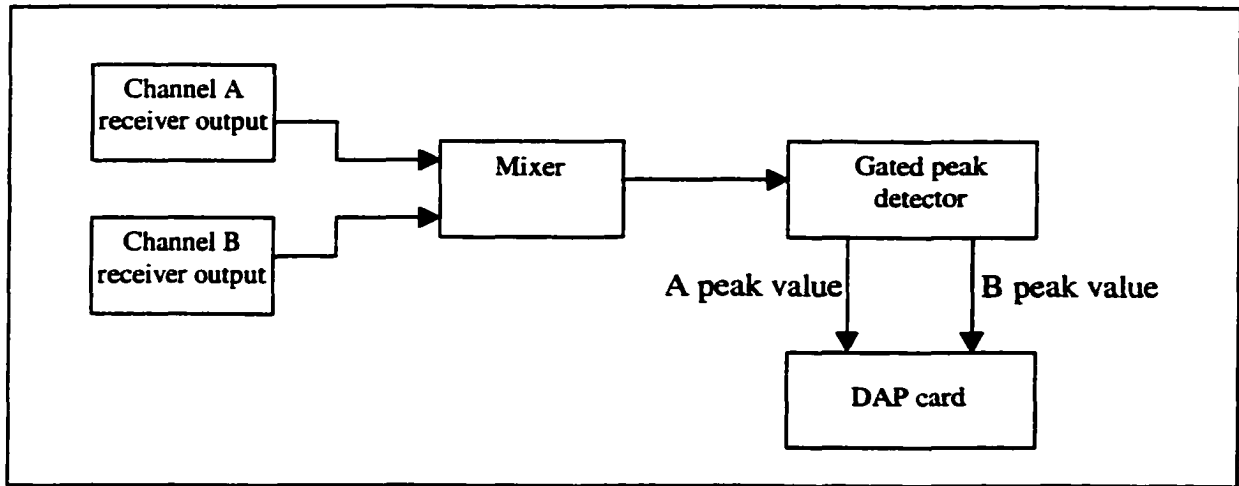 Channel A
receiver output
Mixer
Gated peak
detector
Channel B
receiver output
A peak value
B peak value
DAP card